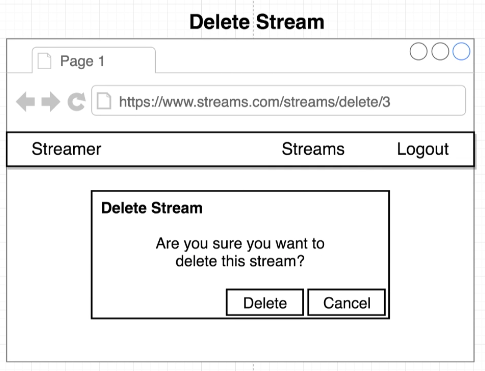 Delete Stream
Page 1
https://www.streams.com/streams/delete/3
Streamer Streams Logout
Delete Stream
Are you sure you want to
delete this stream?
Delete Cancel